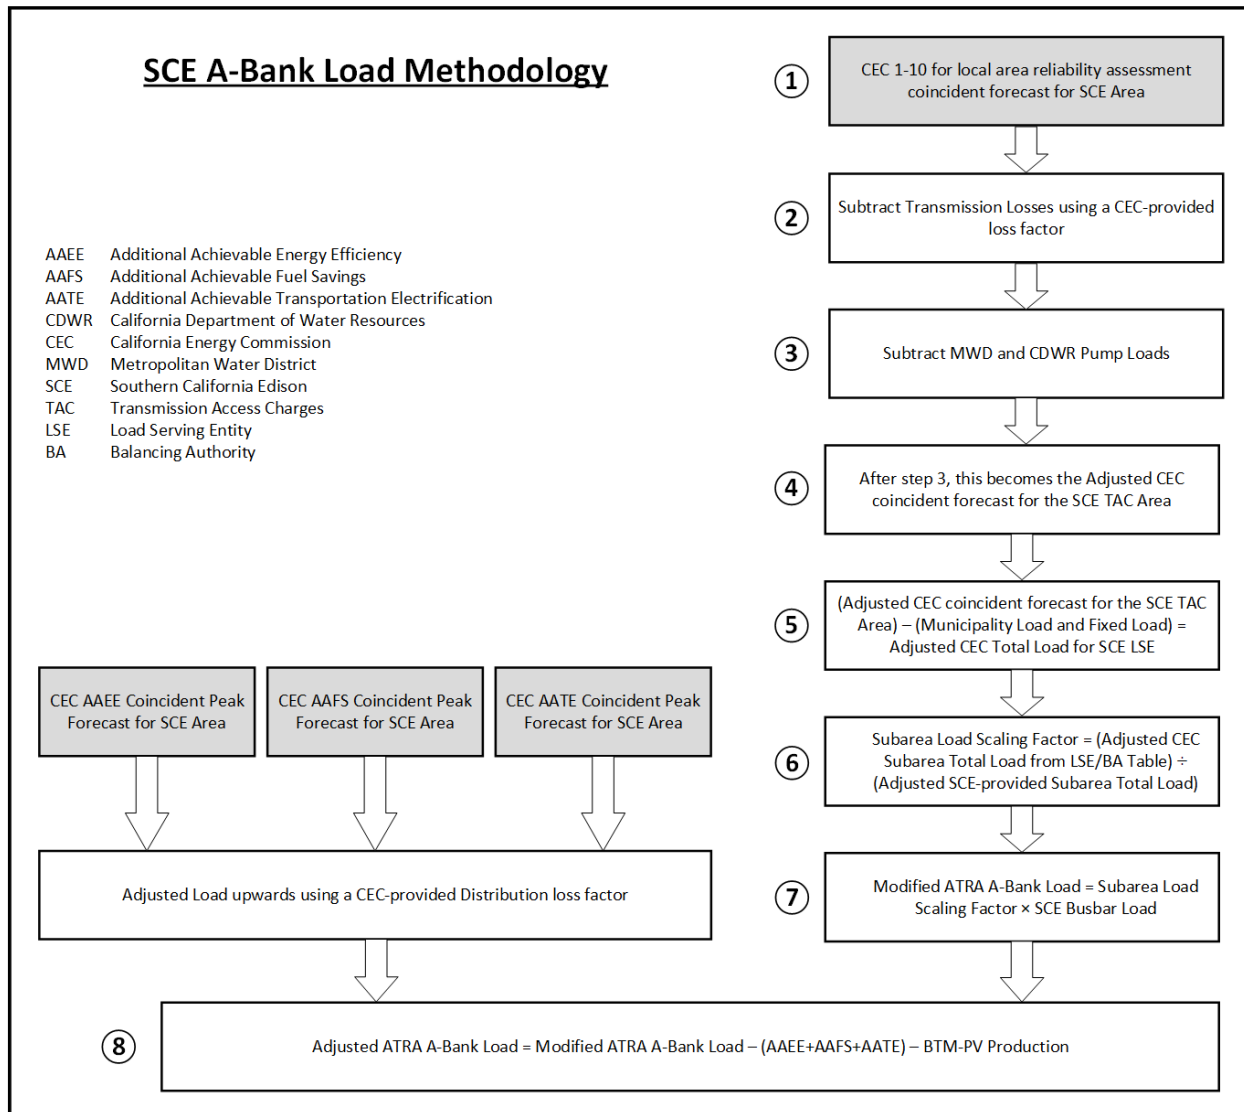 SCE A-Bank Load Methodology
AAEE Additional Achievable Energy Efficiency
AAFS Additional Achievable Fuel Savings
AATE Additional Achievable Transportation Electrification
CDWR California Department of Water Resources
CEC California Energy Commission
MWD Metropolitan Water District
SCE Southern California Edison
TAC Transmission Access Charges
LSE Load Serving Entity
BA Balancing Authority
1
CEC 1-10 for local area reliability assessment
coincident forecast for SCE Area
2
Subtract Transmission Losses using a CEC-provided
loss factor
3
Subtract MWD and CDWR Pump Loads
4
After step 3, this becomes the Adjusted CEC
coincident forecast for the SCE TAC Area
5
(Adjusted CEC coincident forecast for the SCE TAC
Area) – (Municipality Load and Fixed Load) =
Adjusted CEC Total Load for SCE LSE
6
Subarea Load Scaling Factor = (Adjusted CEC
Subarea Total Load from LSE/BA Table) ÷
(Adjusted SCE-provided Subarea Total Load)
7
Modified ATRA A-Bank Load = Subarea Load
Scaling Factor × SCE Busbar Load
CEC AAEE Coincident Peak
Forecast for SCE Area
CEC AAFS Coincident Peak
Forecast for SCE Area
CEC AATE Coincident Peak
Forecast for SCE Area
Adjusted Load upwards using a CEC-provided Distribution loss factor
8
Adjusted ATRA A-Bank Load = Modified ATRA A-Bank Load – (AAEE+AAFS+AATE) – BTM-PV Production